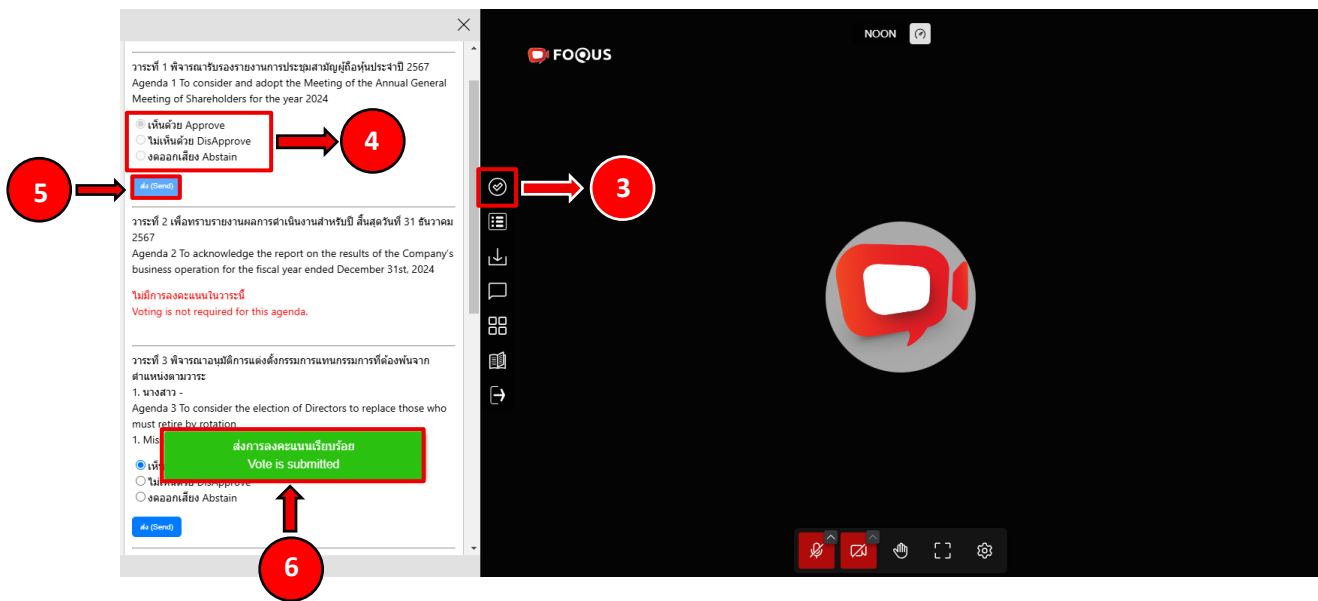 NOON
FOQUS
วาระที่ 1 พิจารณารับรองรายงานการประชุมสามัญผู้ถือหุ้นประจำปี 2567
Agenda 1 To consider and adopt the Meeting of the Annual General
Meeting of Shareholders for the year 2024
เห็นด้วย Approve
ไม่เห็นด้วย DisApprove
งดออกเสียง Abstain
4
ส่ง (Send)
5
3
วาระที่ 2 เพื่อทราบรายงานผลการดำเนินงานสำหรับปี สิ้นสุดวันที่ 31 ธันวาคม
2567
Agenda 2 To acknowledge the report on the results of the Company's
business operation for the fiscal year ended December 31st, 2024
ไม่มีการลงคะแนนในวาระนี้
Voting is not required for this agenda.
วาระที่ 3 พิจารณาอนุมัติการแต่งตั้งกรรมการแทนกรรมการที่ต้องพ้นจาก
ตำแหน่งตามวาระ
1. นางสาว -
Agenda 3 To consider the election of Directors to replace those who
must retire by rotation
1. Mis
ส่งการลงคะแนนเรียบร้อย
Vote is submitted
ไม่เห็นด้วย DisApprove
งดออกเสียง Abstain
ส่ง (Send)
6